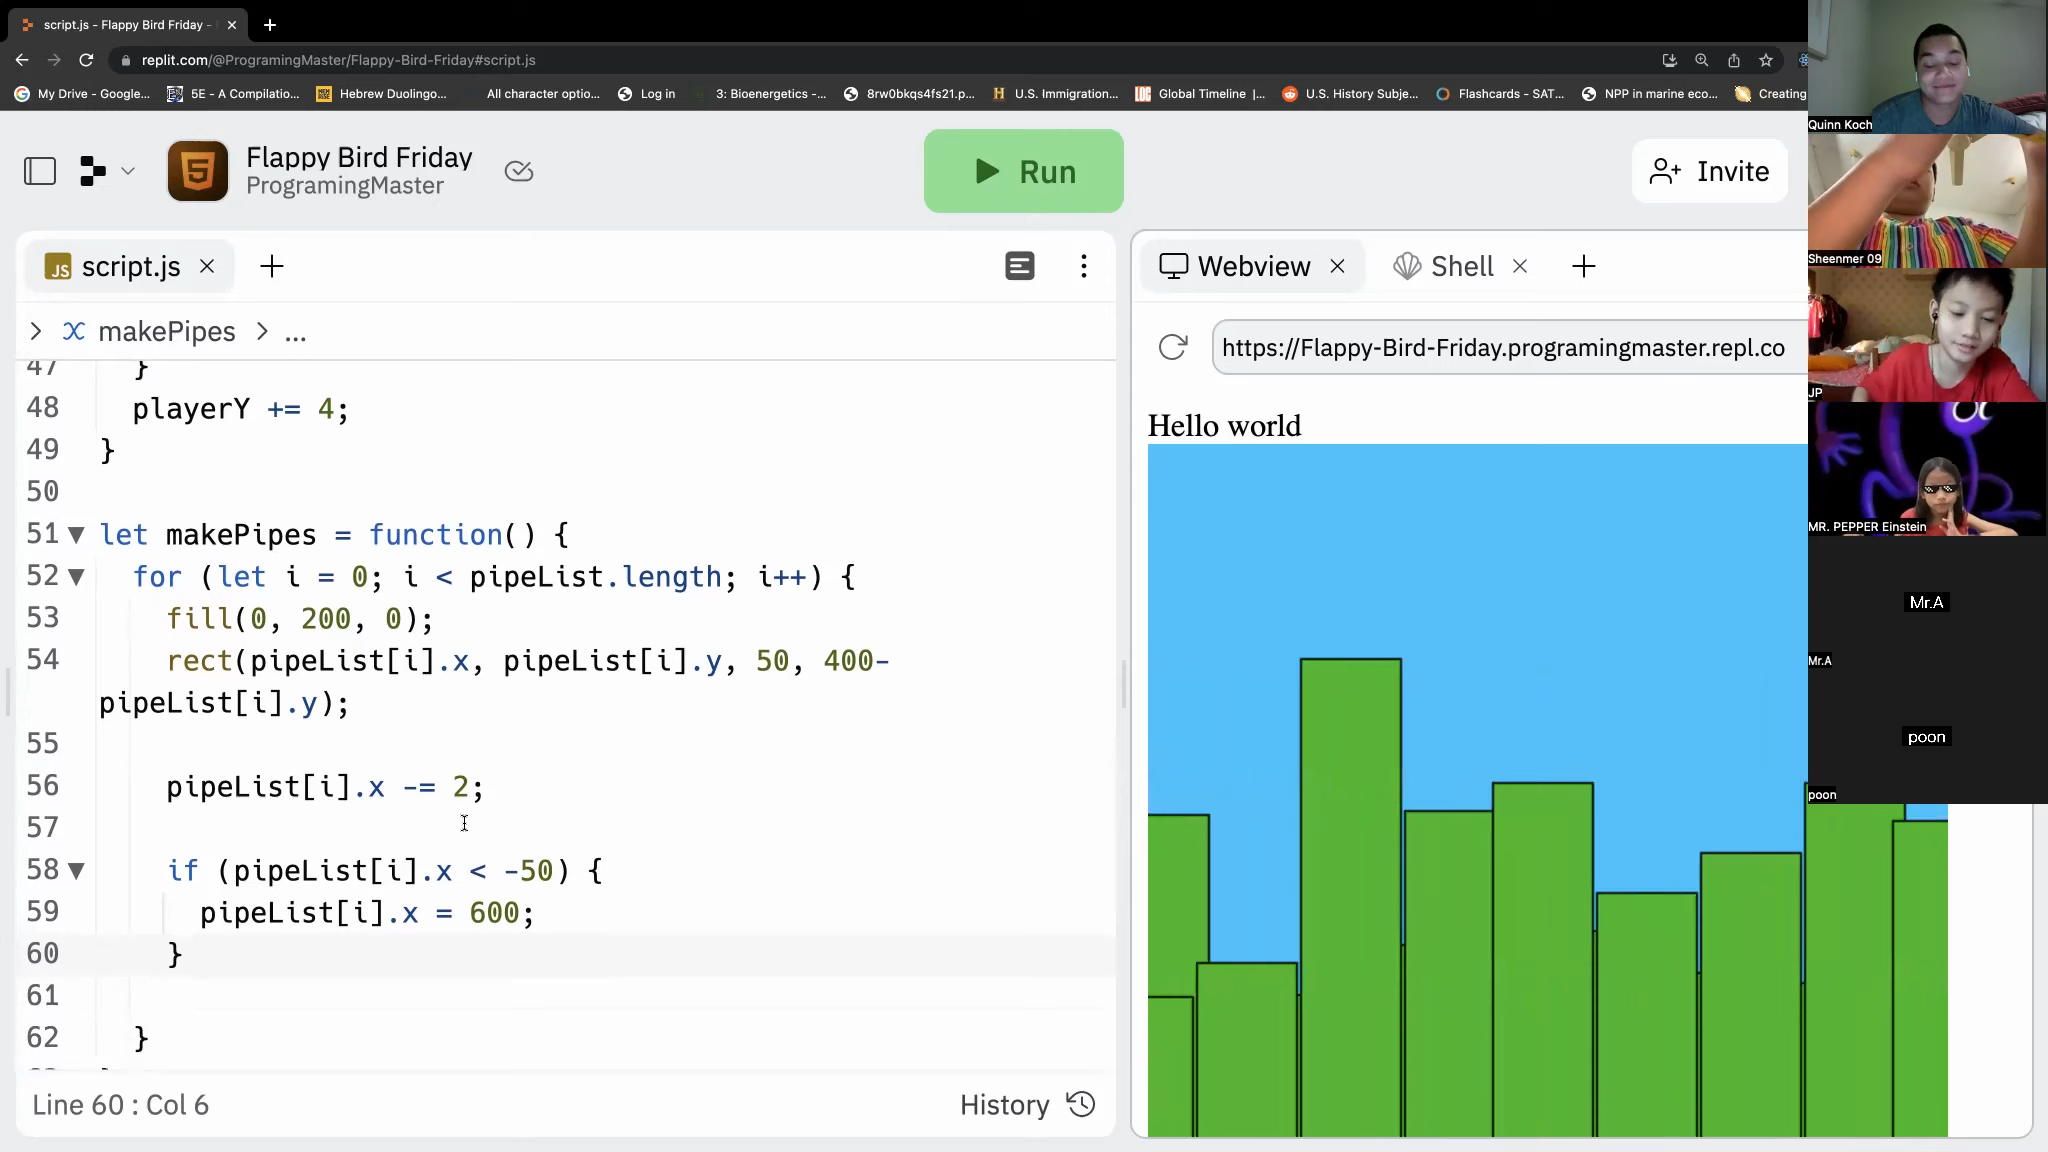 script.js - Flappy Bird Friday -
replit.com/@ProgramingMaster/Flappy-Bird-Friday#script.js
My Drive - Google... 5E - A Compilatio... Hebrew Duolingo... All character optio... Log in 3: Bioenergetics -... 8rw0bkqs4fs21.p... U.S. Immigration... Global Timeline |... U.S. History Subje... Flashcards - SAT... NPP in marine eco... Creating
Flappy Bird Friday
ProgramingMaster
Run
Invite
JS script.js
makePipes > ...
47 }
48 playerY += 4;
49 }
50
51 let makePipes = function() {
52 for (let i = 0; i < pipeList.length; i++) {
53 fill(0, 200, 0);
54 rect(pipeList[i].x, pipeList[i].y, 50, 400-
pipeList[i].y);
55
56 pipeList[i].x -= 2;
57
58 if (pipeList[i].x < -50) {
59 pipeList[i].x = 600;
60 }
61
62 }
Line 60 : Col 6
History
Webview
Shell
https://Flappy-Bird-Friday.programingmaster.repl.co
Hello world
Quinn Koch
Sheenmer 09
JP
MR. PEPPER Einstein
Mr.A
Mr.A
poon
poon